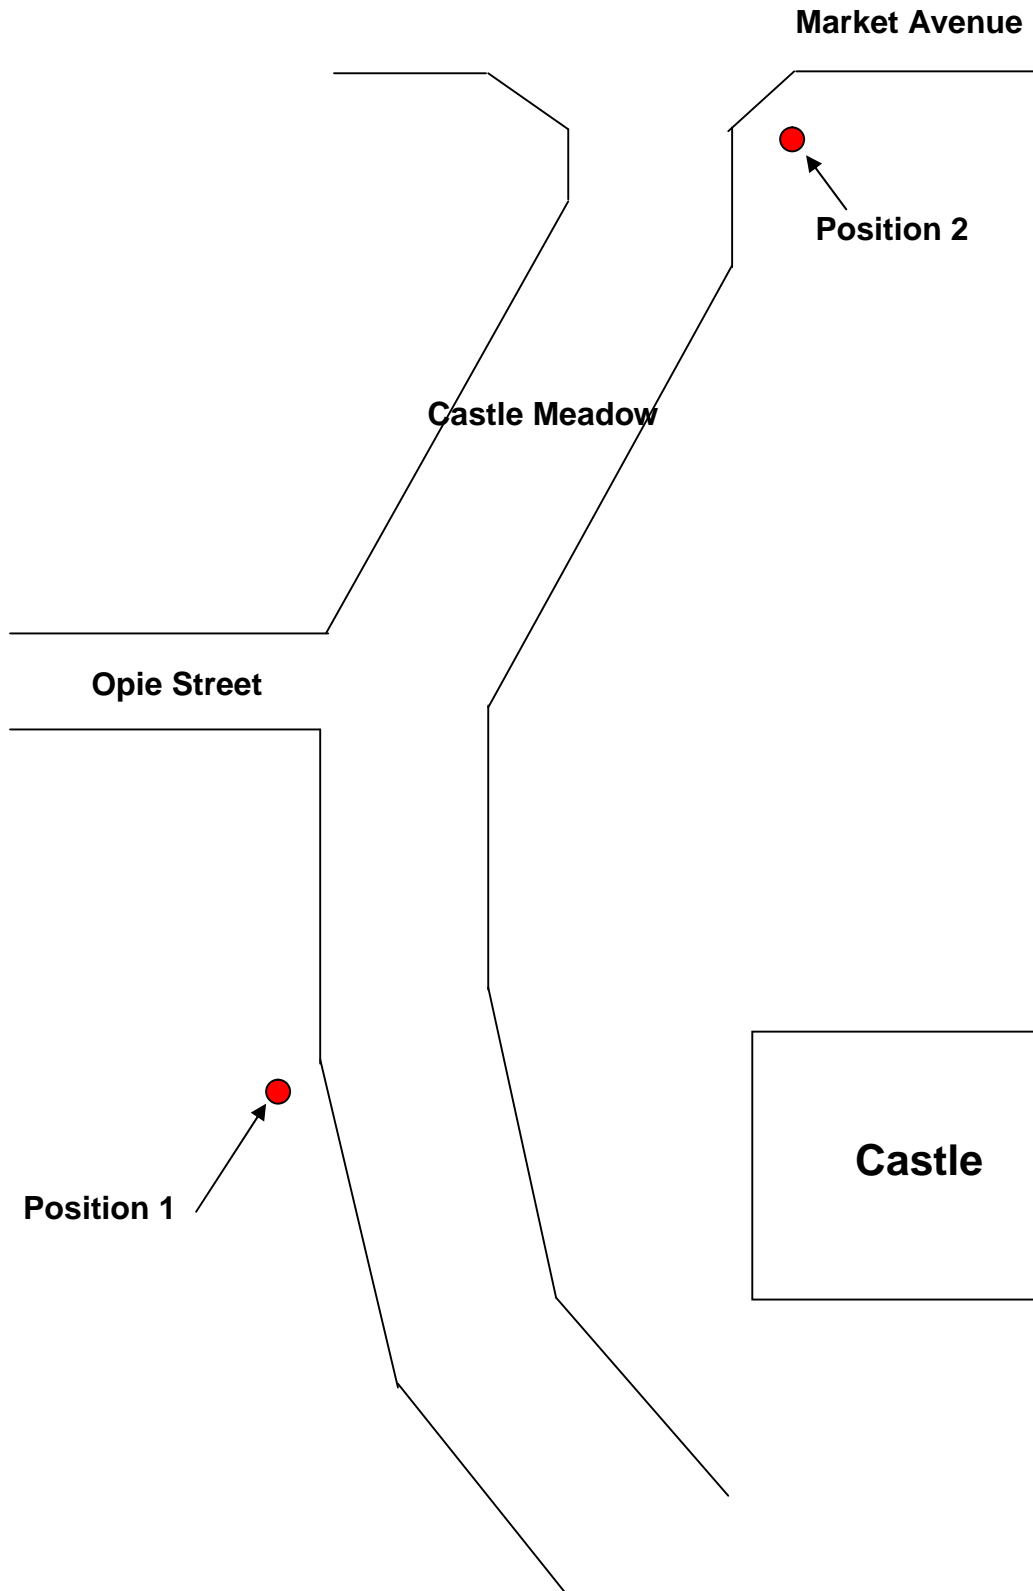 Market Avenue
Position 2
Castle Meadow
Opie Street
Castle
Position 1